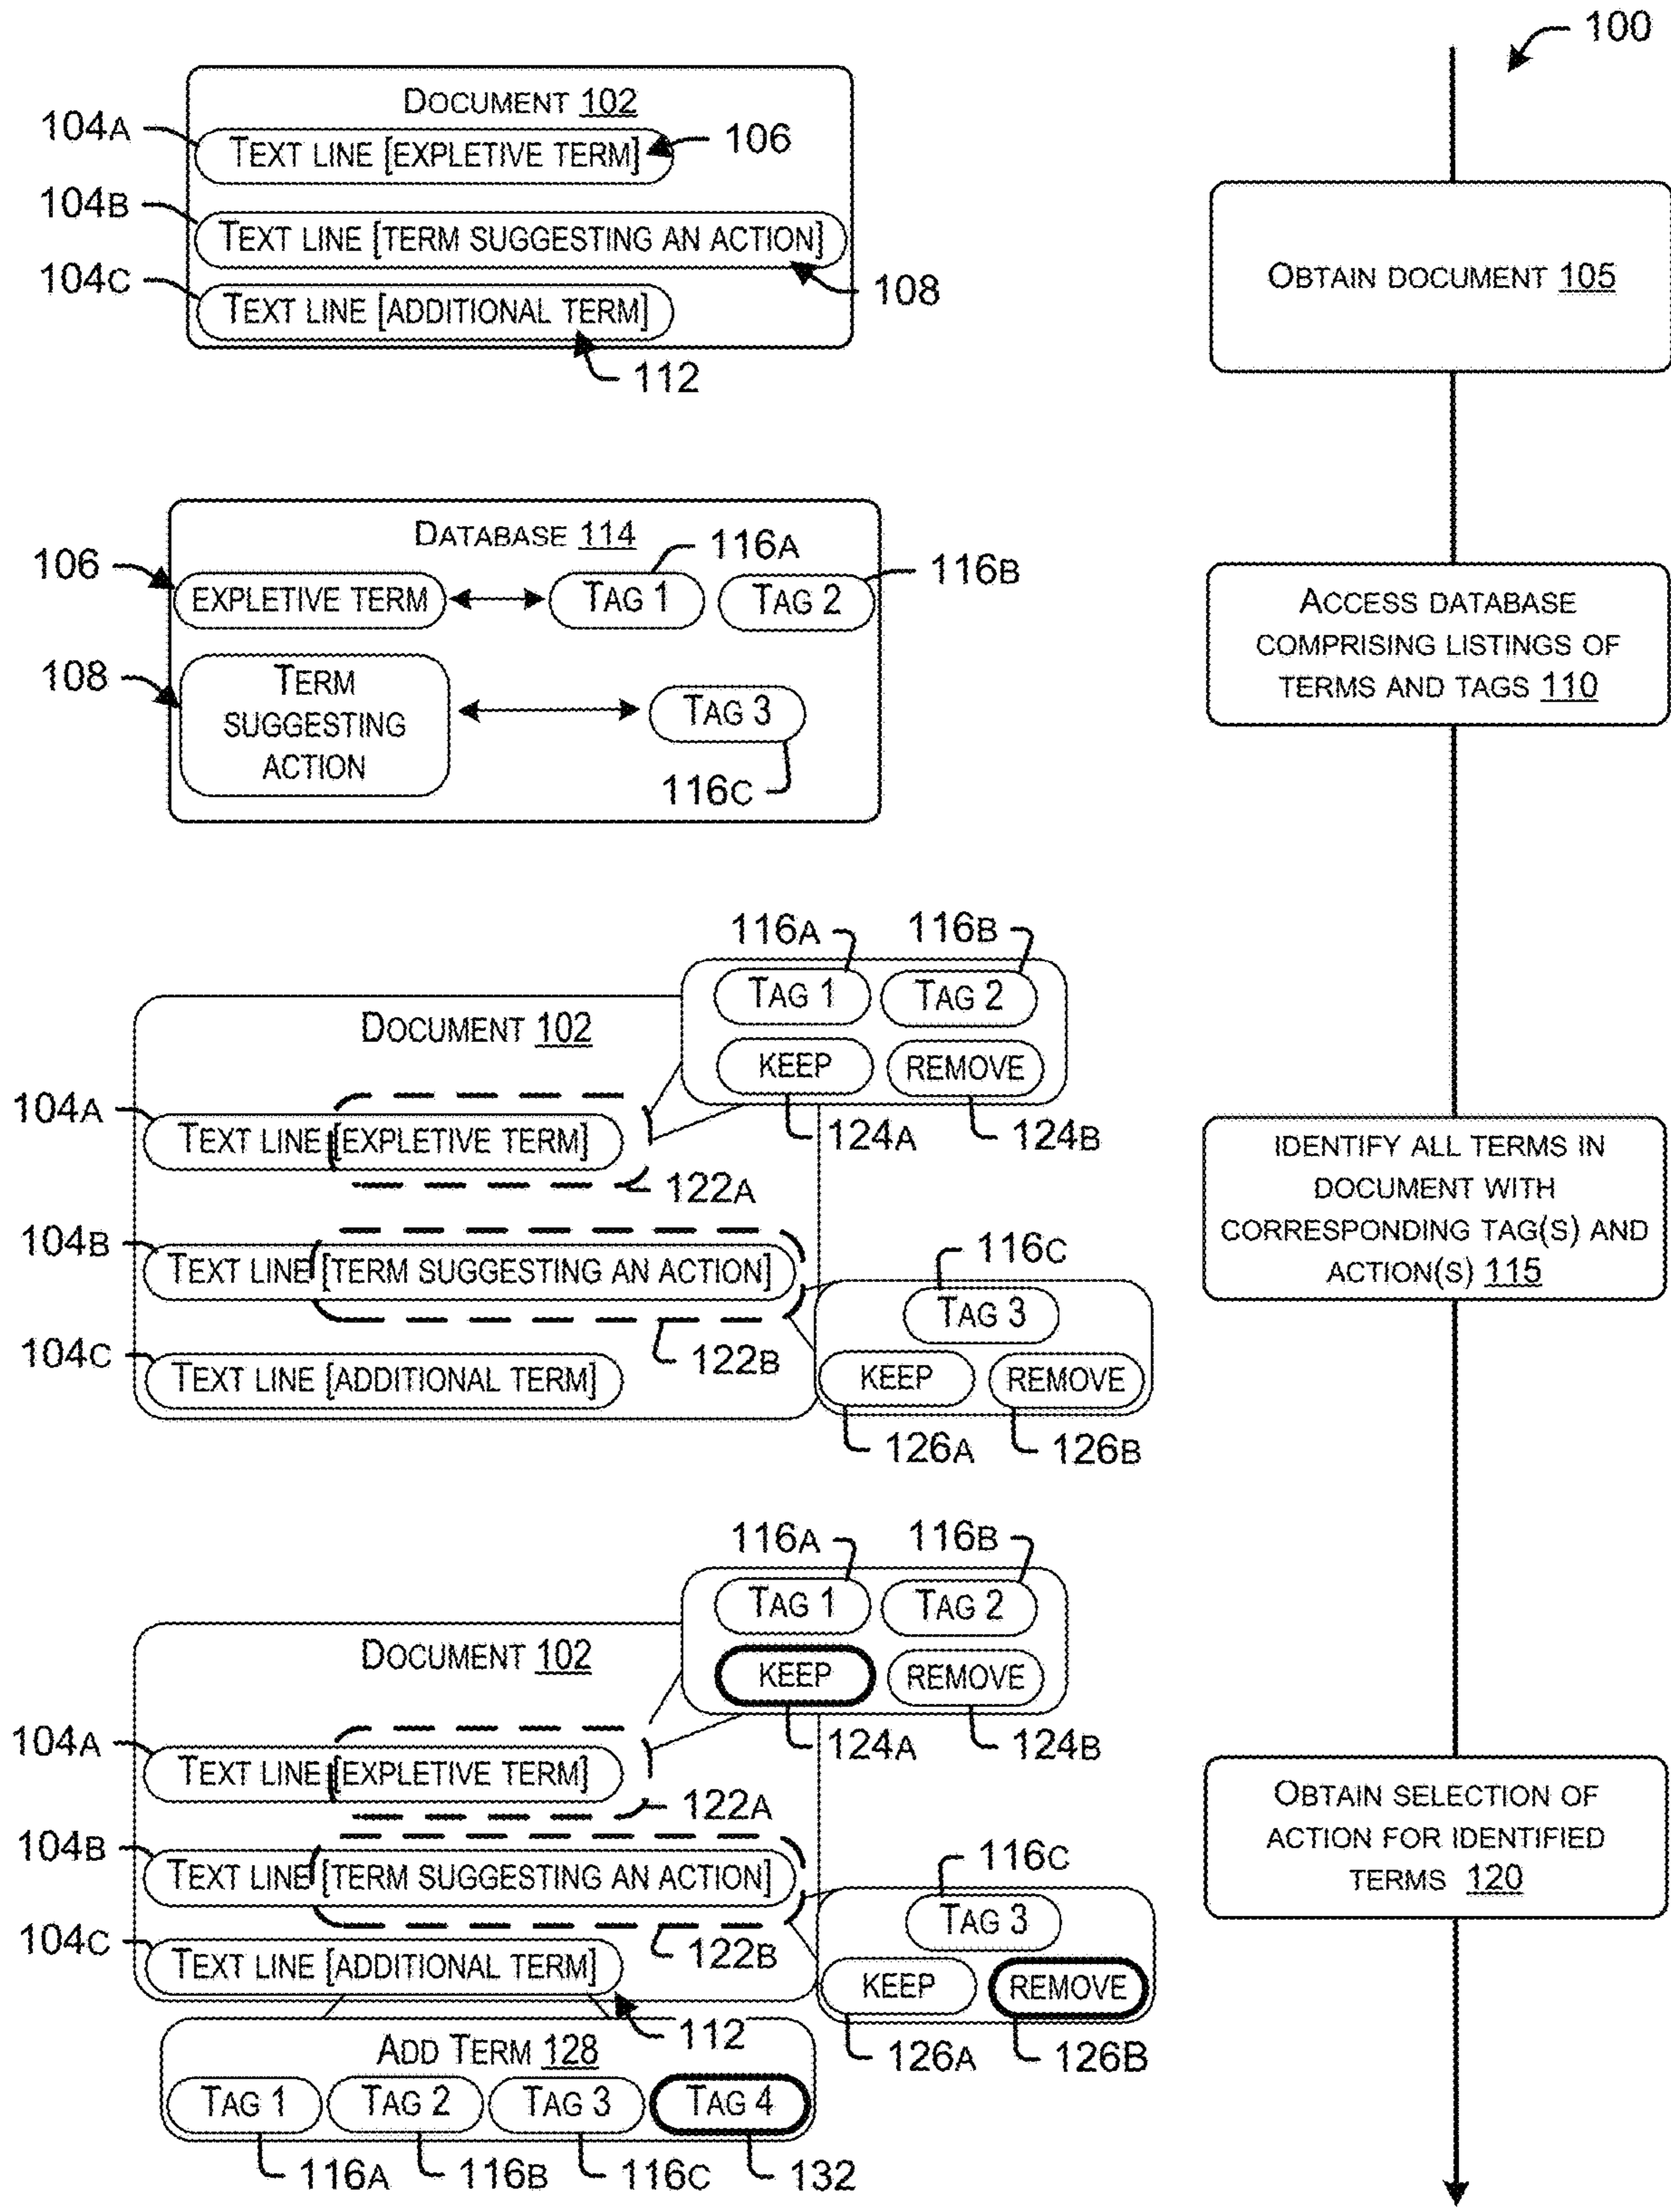 100
DOCUMENT 102
104A
TEXT LINE [EXPLETIVE TERM]
106
104B
TEXT LINE [TERM SUGGESTING AN ACTION]
108
104C
TEXT LINE [ADDITIONAL TERM]
112
OBTAIN DOCUMENT 105
DATABASE 114
116A
116B
106
EXPLETIVE TERM
TAG 1
TAG 2
108
TERM
SUGGESTING
ACTION
TAG 3
116C
ACCESS DATABASE
COMPRISING LISTINGS OF
TERMS AND TAGS 110
116A
116B
TAG 1
TAG 2
DOCUMENT 102
KEEP
REMOVE
104A
124A
124B
TEXT LINE [EXPLETIVE TERM]
122A
104B
TEXT LINE [TERM SUGGESTING AN ACTION]
116C
TAG 3
104C
122B
TEXT LINE [ADDITIONAL TERM]
KEEP
REMOVE
126A
126B
IDENTIFY ALL TERMS IN
DOCUMENT WITH
CORRESPONDING TAG(S) AND
ACTION(S) 115
116A
116B
TAG 1
TAG 2
DOCUMENT 102
KEEP
REMOVE
104A
124A
124B
TEXT LINE [EXPLETIVE TERM]
122A
104B
TEXT LINE [TERM SUGGESTING AN ACTION]
116C
TAG 3
104C
122B
TEXT LINE [ADDITIONAL TERM]
KEEP
REMOVE
112
126A
126B
ADD TERM 128
TAG 1
TAG 2
TAG 3
TAG 4
116A
116B
116C
132
OBTAIN SELECTION OF
ACTION FOR IDENTIFIED
TERMS 120